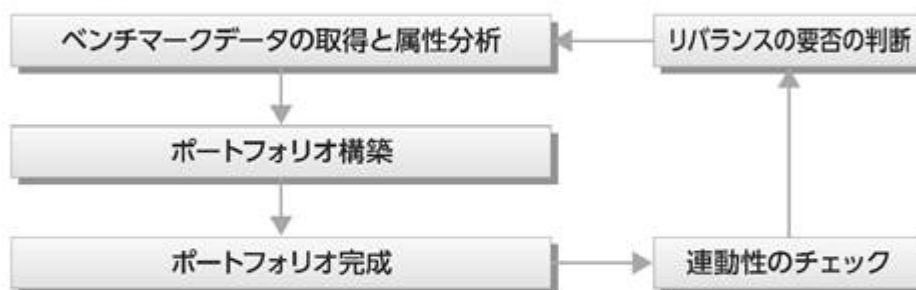 ベンチマークデータの取得と属性分析
リバランスの要否の判断
ポートフォリオ構築
ポートフォリオ完成
連動性のチェック